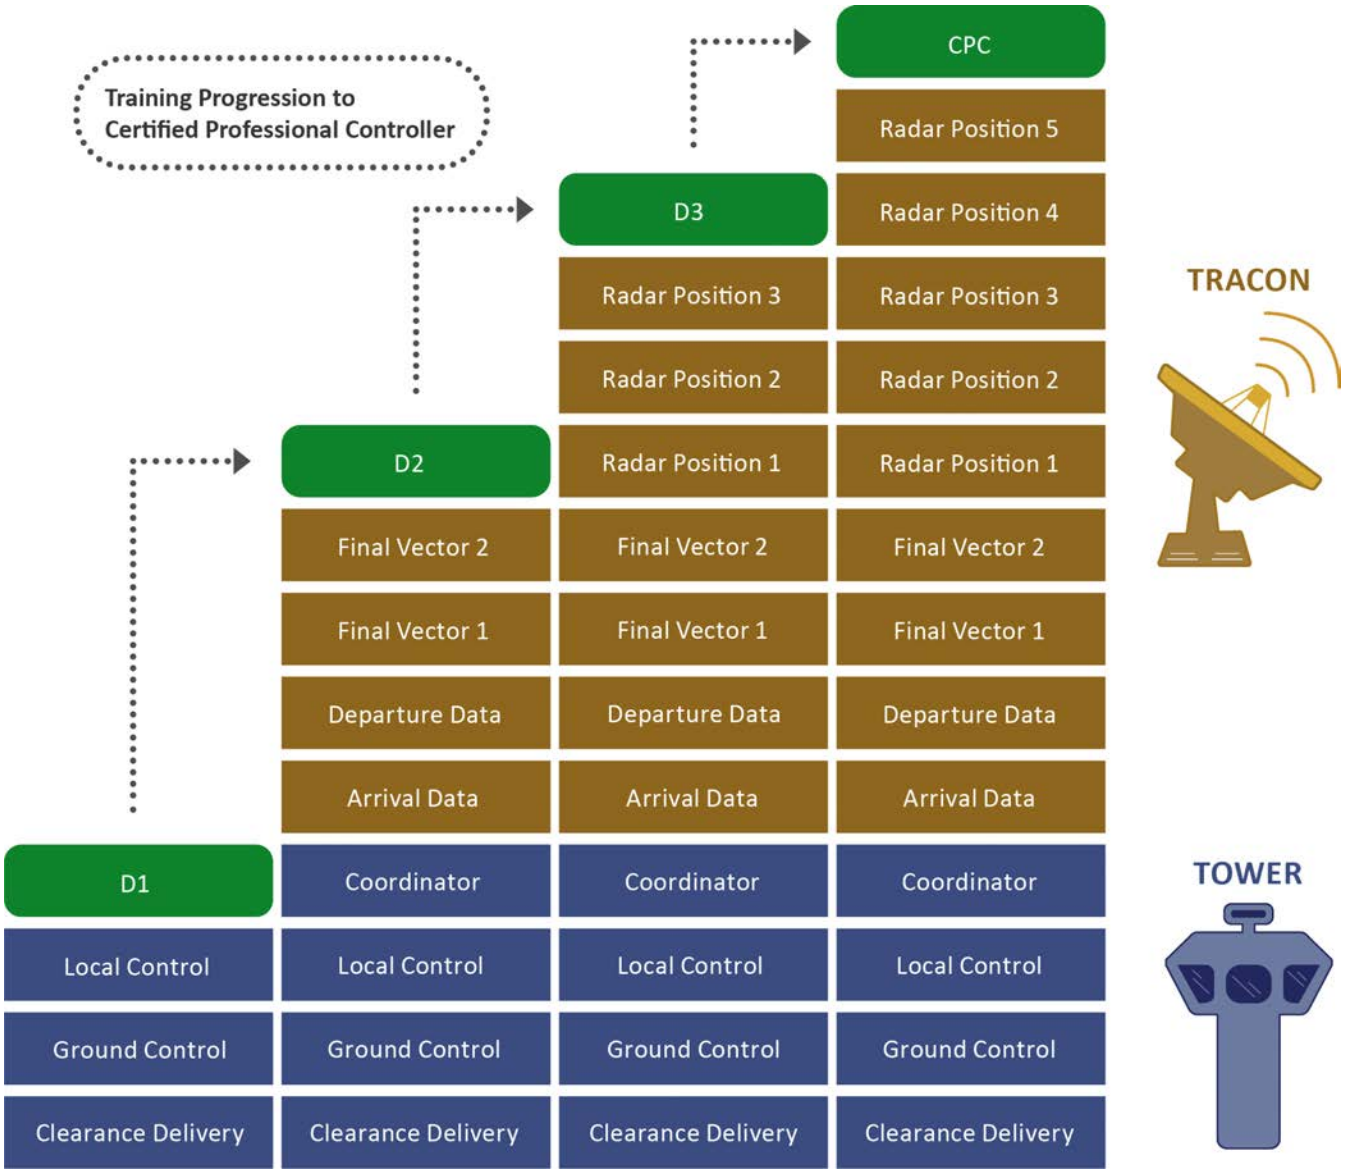 Training Progression to
Certified Professional Controller
CPC
Radar Position 5
D3
Radar Position 4
Radar Position 3
Radar Position 3
TRACON
Radar Position 2
Radar Position 2
D2
Radar Position 1
Radar Position 1
Final Vector 2
Final Vector 2
Final Vector 2
Final Vector 1
Final Vector 1
Final Vector 1
Departure Data
Departure Data
Departure Data
Arrival Data
Arrival Data
Arrival Data
D1
Coordinator
Coordinator
Coordinator
TOWER
Local Control
Local Control
Local Control
Local Control
Ground Control
Ground Control
Ground Control
Ground Control
Clearance Delivery
Clearance Delivery
Clearance Delivery
Clearance Delivery